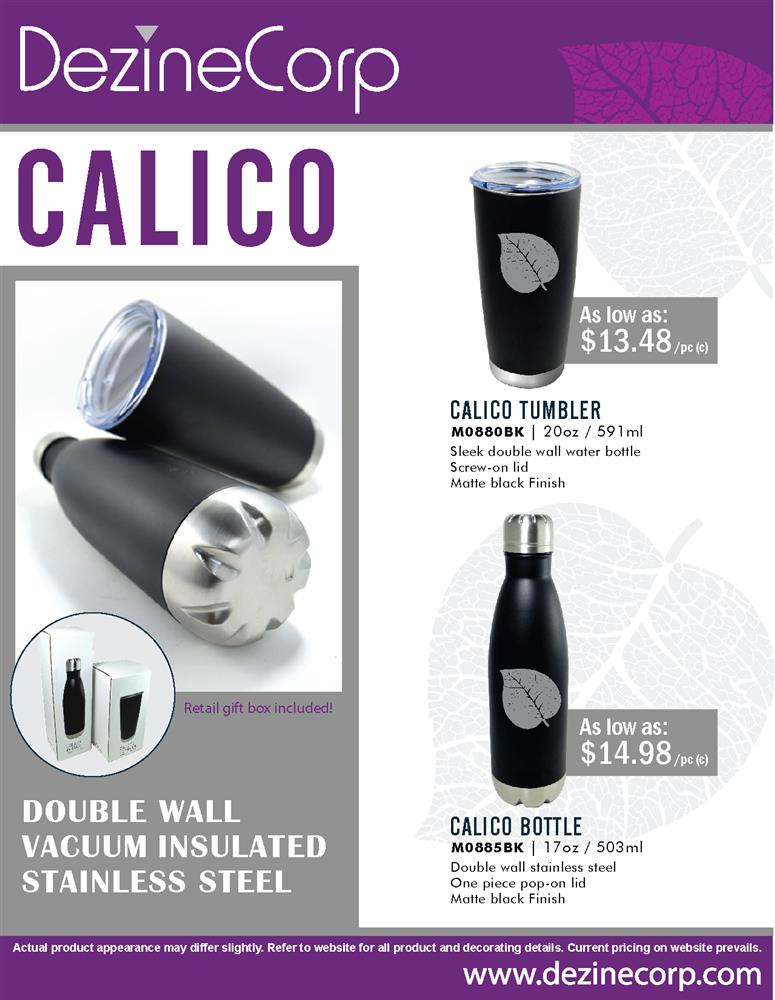 DezineCorp
CALICO
As low as:
$13.48/pc (c)
CALICO TUMBLER
M0880BK | 20oz / 591ml
Sleek double wall water bottle
Screw-on lid
Matte black Finish
Retail gift box included!
As low as:
$14.98/pc (c)
DOUBLE WALL
VACUUM INSULATED
STAINLESS STEEL
CALICO BOTTLE
M0885BK | 17oz / 503ml
Double wall stainless steel
One piece pop-on lid
Matte black Finish
Actual product appearance may differ slightly. Refer to website for all product and decorating details. Current pricing on website prevails.
www.dezinecorp.com